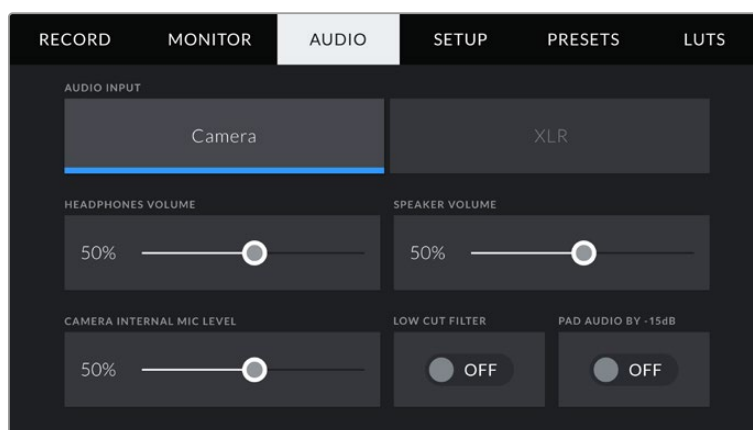 RECORD MONITOR AUDIO SETUP PRESETS LUTS
AUDIO INPUT
Camera XLR
HEADPHONES VOLUME SPEAKER VOLUME
50% 50%
CAMERA INTERNAL MIC LEVEL LOW CUT FILTER PAD AUDIO BY -15dB
50% OFF OFF